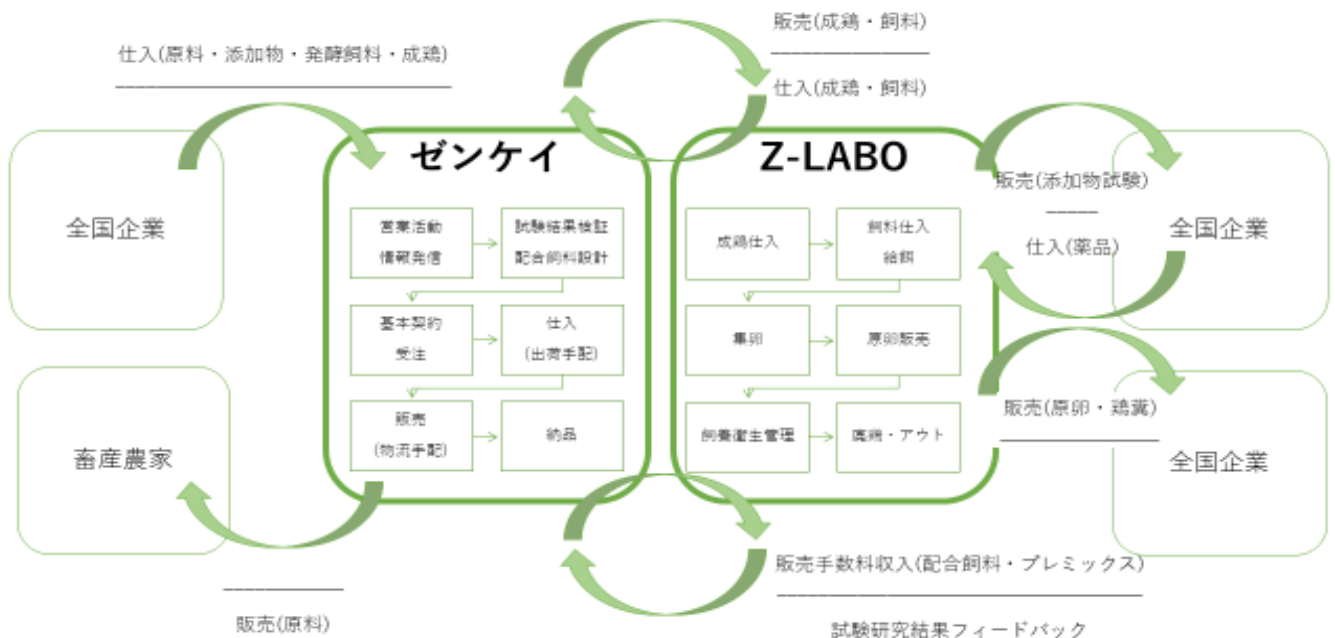 販売(成鶏・飼料)
仕入(原料・添加物・発酵飼料・成鶏)
仕入(成鶏・飼料)
ゼンケイ
Z-LABO
全国企業
営業活動
情報発信
試験結果検証
配合飼料設計
基本契約
受注
仕入
(出荷手配)
販売
(物流手配)
納品
成鶏仕入
飼料仕入
給餌
集卵
原卵販売
飼養衛生管理
廃鶏・アウト
販売(添加物試験)
仕入(薬品)
全国企業
畜産農家
販売(原卵・鶏糞)
全国企業
販売手数料収入(配合飼料・プレミックス)
販売(原料)
試験研究結果フィードバック